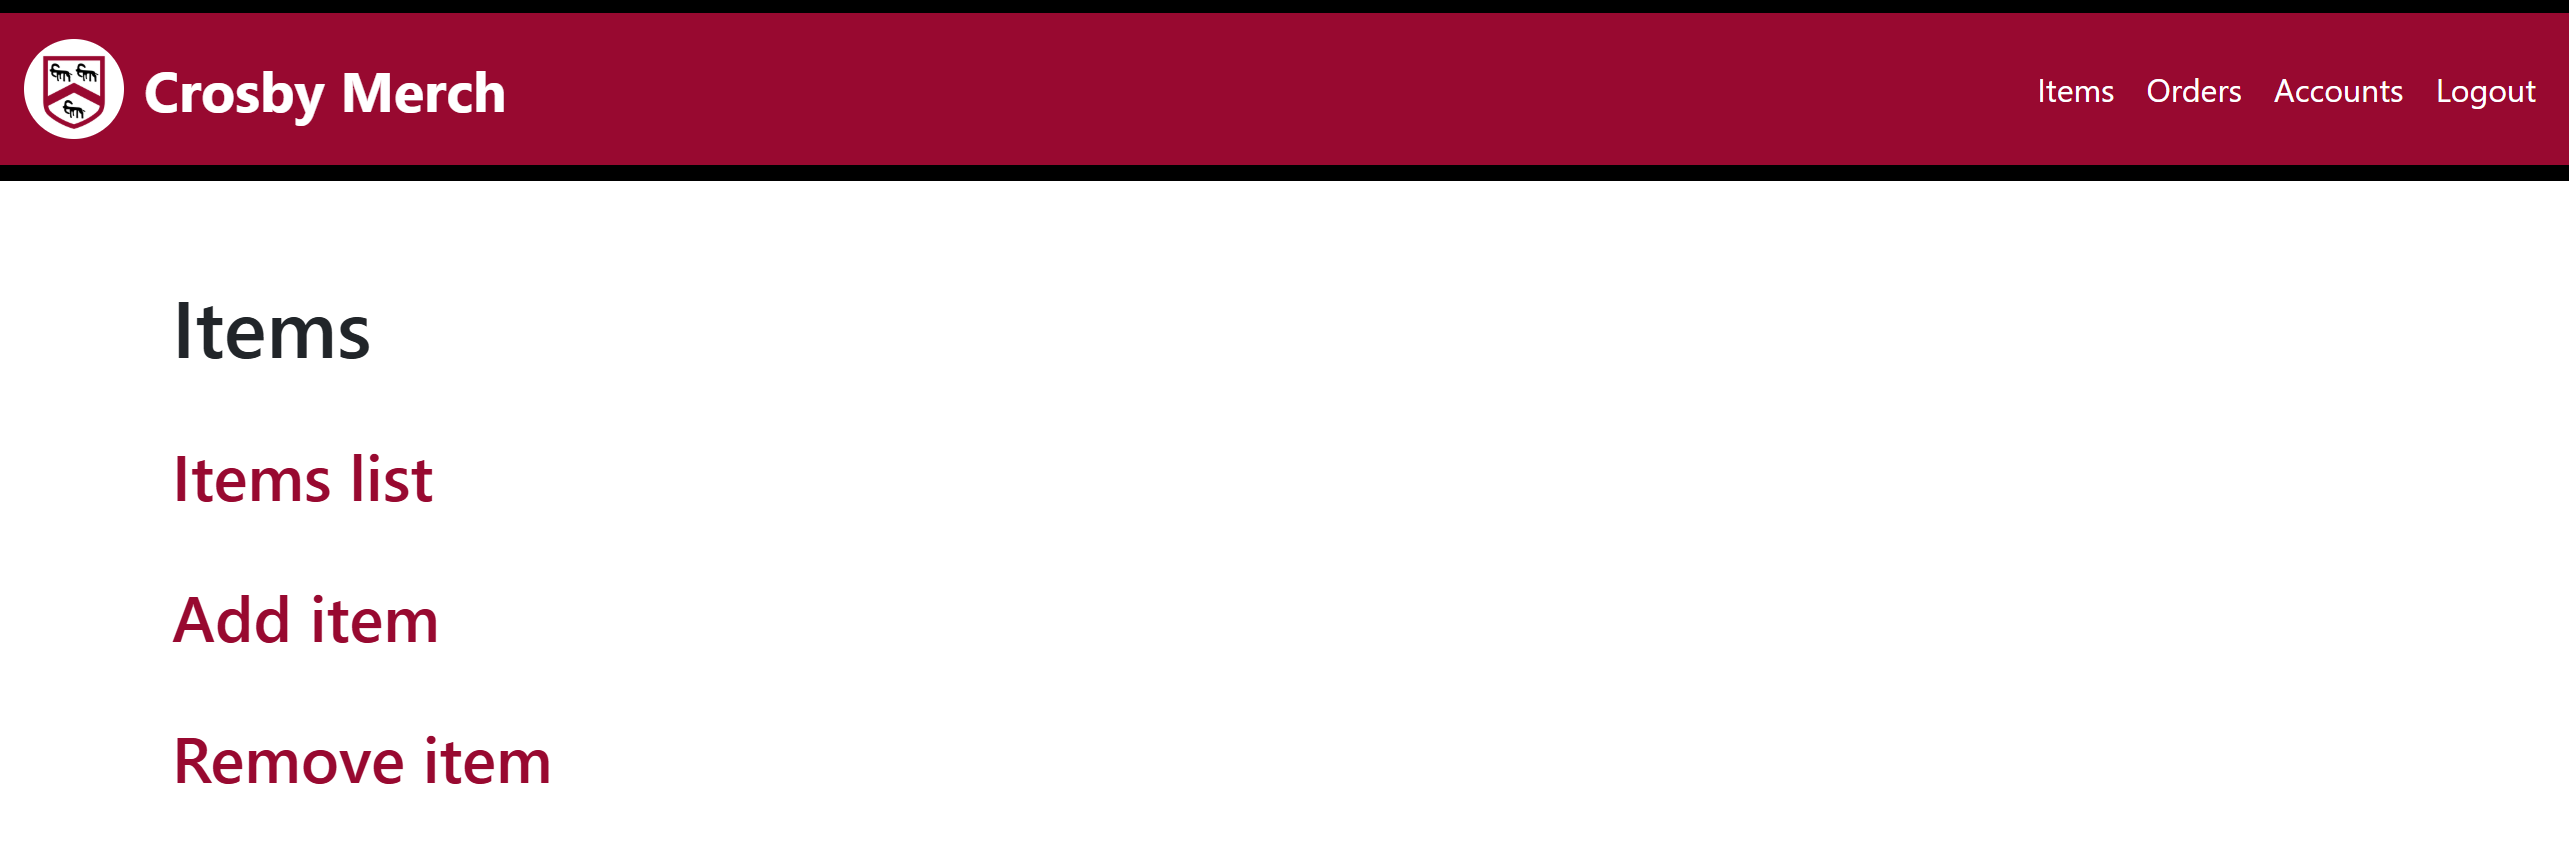 Crosby Merch
Items Orders Accounts Logout
Items
Items list
Add item
Remove item